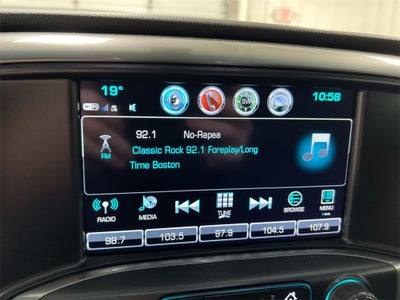 19°
10:58
SW
92.1 No-Repea
FM
Classic Rock 92.1 Foreplay/Long
Time Boston
RADIO
MEDIA
TUNE
BROWSE
MENU
98.7
103.5
97.9
104.5
107.9